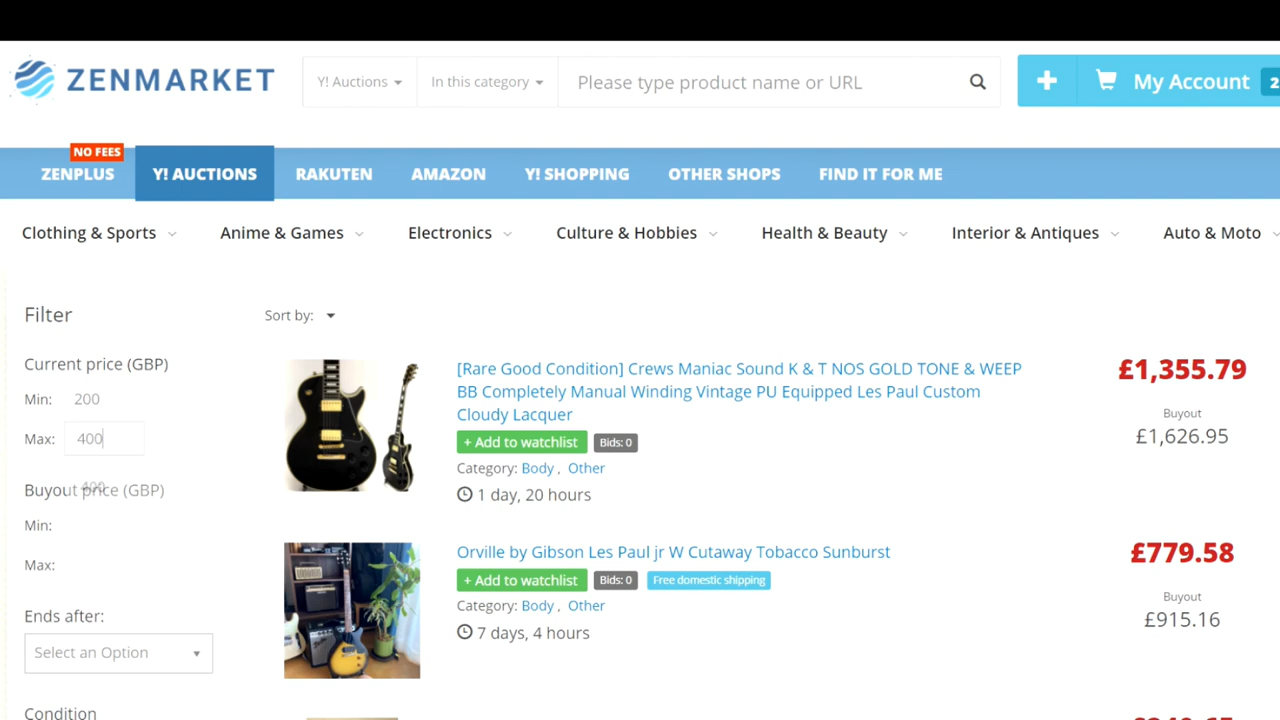 ZENMARKET
Y! Auctions
In this category
Please type product name or URL
My Account
2
NO FEES
ZENPLUS
Y! AUCTIONS
RAKUTEN
AMAZON
Y! SHOPPING
OTHER SHOPS
FIND IT FOR ME
Clothing & Sports
Anime & Games
Electronics
Culture & Hobbies
Health & Beauty
Interior & Antiques
Auto & Moto
Filter
Sort by:
Current price (GBP)
Min: 200
Max: 400
400
Buyout price (GBP)
Min:
Max:
Ends after:
Select an Option
Condition
[Rare Good Condition] Crews Maniac Sound K & T NOS GOLD TONE & WEEP
BB Completely Manual Winding Vintage PU Equipped Les Paul Custom
Cloudy Lacquer
+ Add to watchlist
Bids: 0
Category: Body , Other
1 day, 20 hours
£1,355.79
Buyout
£1,626.95
Orville by Gibson Les Paul jr W Cutaway Tobacco Sunburst
+ Add to watchlist
Bids: 0
Free domestic shipping
Category: Body , Other
7 days, 4 hours
£779.58
Buyout
£915.16